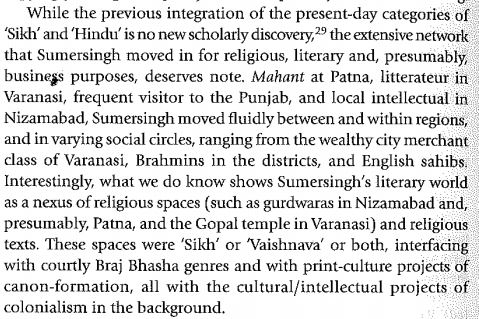 While the previous integration of the present-day categories of
'Sikh' and 'Hindu' is no new scholarly discovery,29 the extensive network
that Sumersingh moved in for religious, literary and, presumably,
business purposes, deserves note. Mahant at Patna, litterateur in
Varanasi, frequent visitor to the Punjab, and local intellectual in
Nizamabad, Sumersingh moved fluidly between and within regions,
and in varying social circles, ranging from the wealthy city merchant
class of Varanasi, Brahmins in the districts, and English sahibs.
Interestingly, what we do know shows Sumersingh's literary world
as a nexus of religious spaces (such as gurdwaras in Nizamabad and,
presumably, Patna, and the Gopal temple in Varanasi) and religious
texts. These spaces were 'Sikh' or 'Vaishnava' or both, interfacing
with courtly Braj Bhasha genres and with print-culture projects of
canon-formation, all with the cultural/intellectual projects of
colonialism in the background.